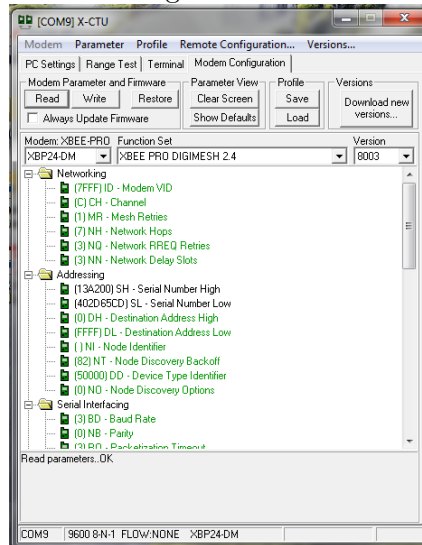 [COM9] X-CTU
Modem Parameter Profile Remote Configuration... Versions...
PC Settings Range Test Terminal Modem Configuration
Modem Parameter and Firmware Parameter View Profile Versions
Read Write Restore Clear Screen Save Download new versions...
Always Update Firmware Show Defaults Load
Modem: XBEE-PRO Function Set Version
XBP24-DM XBEE PRO DIGIMESH 2.4 8003
Networking
(7FFF) ID - Modem VID
(C) CH - Channel
(1) MR - Mesh Retries
(7) NH - Network Hops
(3) NQ - Network RREQ Retries
(3) NN - Network Delay Slots
Addressing
(13A200) SH - Serial Number High
(402D65CD) SL - Serial Number Low
(0) DH - Destination Address High
(FFFF) DL - Destination Address Low
( ) NI - Node Identifier
(82) NT - Node Discovery Backoff
(50000) DD - Device Type Identifier
(0) NO - Node Discovery Options
Serial Interfacing
(3) BD - Baud Rate
(0) NB - Parity
(3) RO - Packetization Timeout
Read parameters..OK
COM9 9600 8-N-1 FLOW:NONE XBP24-DM